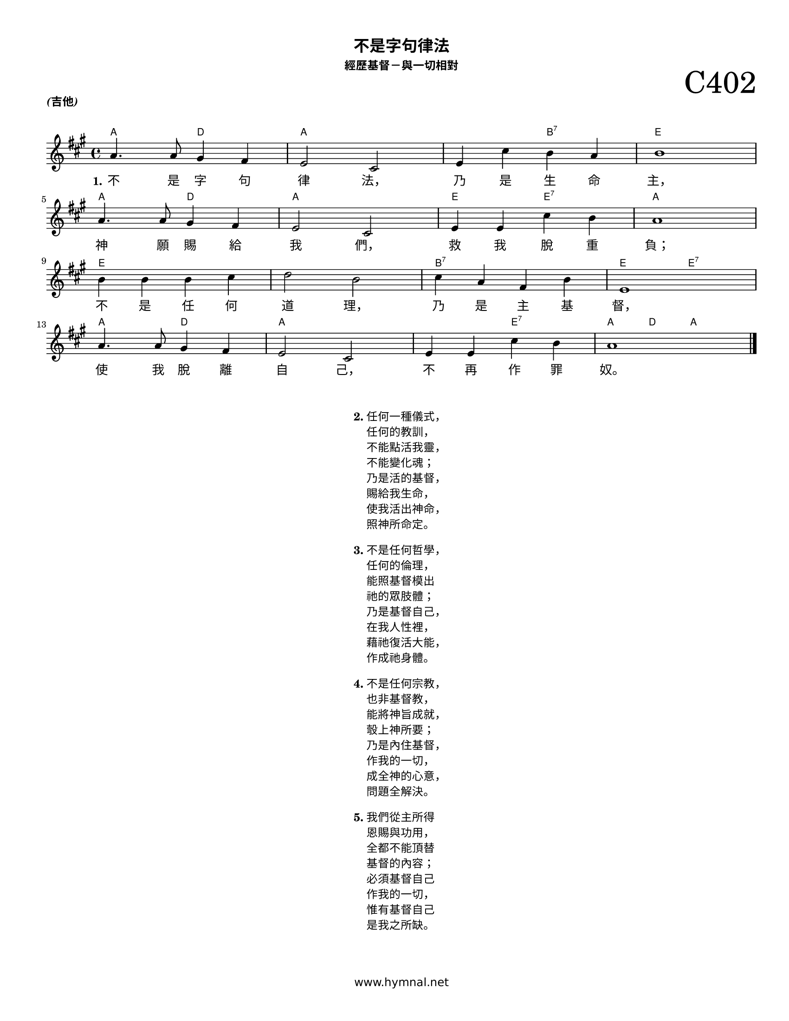 不是字句律法
經歷基督－與一切相對
C402
(吉他)
A D A B7 E
1. 不 是 字 句 律 法， 乃 是 生 命 主，
5 A D A E E7 A
神 願 賜 給 我 們， 救 我 脫 重 負；
9 E B7 E E7
不 是 任 何 道 理， 乃 是 主 基 督，
13 A D A E7 A D A
使 我 脫 離 自 己， 不 再 作 罪 奴。
2. 任何一種儀式，
任何的教訓，
不能點活我靈，
不能變化魂；
乃是活的基督，
賜給我生命，
使我活出神命，
照神所命定。
3. 不是任何哲學，
任何的倫理，
能照基督模出
祂的眾肢體；
乃是基督自己，
在我人性裡，
藉祂復活大能，
作成祂身體。
4. 不是任何宗教，
也非基督教，
能將神旨成就，
彀上神所要；
乃是內住基督，
作我的一切，
成全神的心意，
問題全解決。
5. 我們從主所得
恩賜與功用，
全都不能頂替
基督的內容；
必須基督自己
作我的一切，
惟有基督自己
是我之所缺。
www.hymnal.net